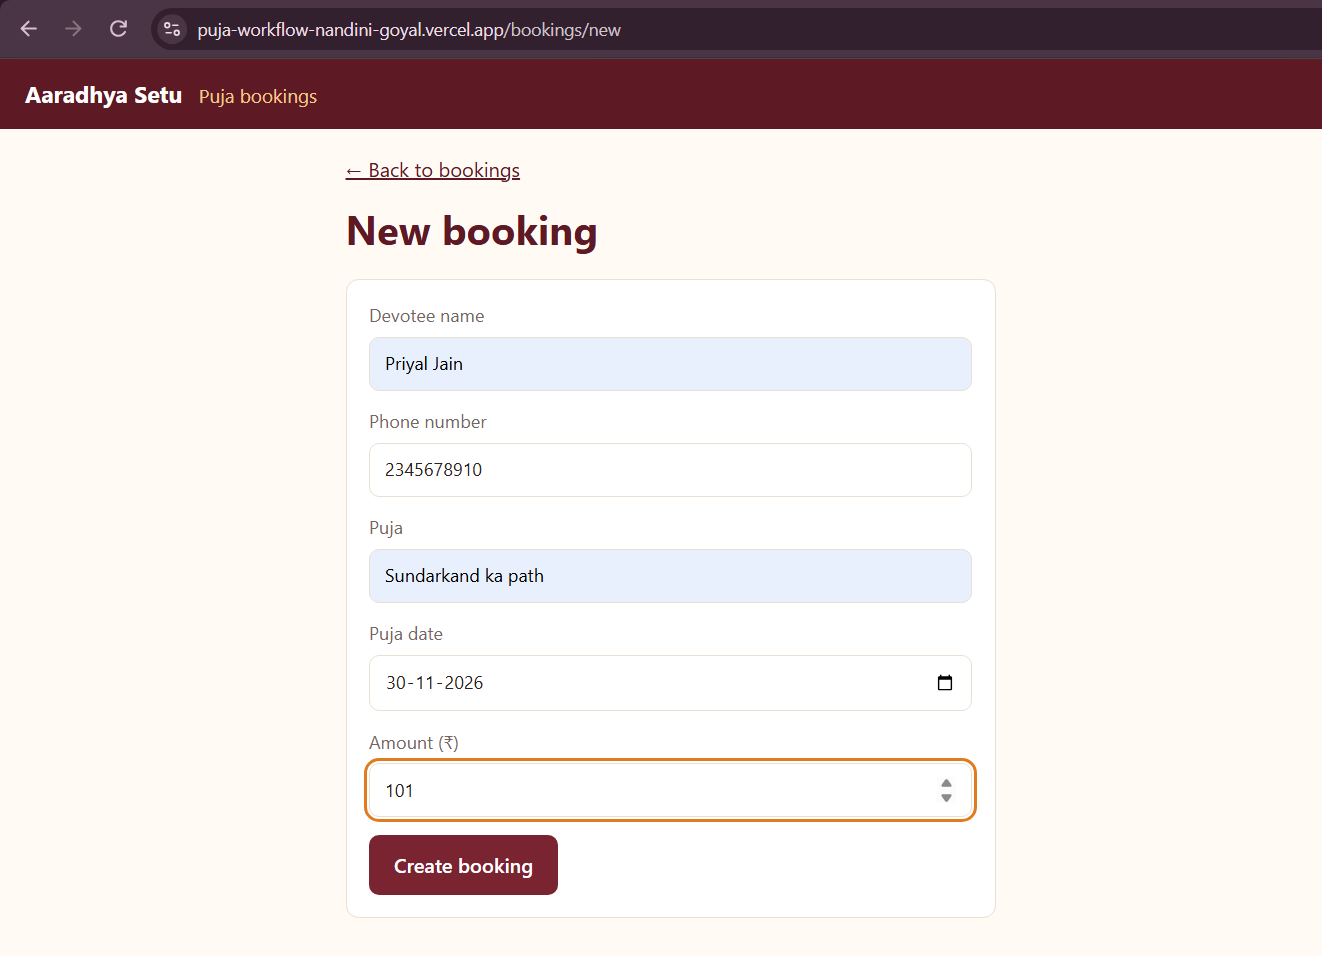 puja-workflow-nandini-goyal.vercel.app/bookings/new
Aaradhya Setu Puja bookings
← Back to bookings
New booking
Devotee name
Priyal Jain
Phone number
2345678910
Puja
Sundarkand ka path
Puja date
30-11-2026
Amount (₹)
101
Create booking